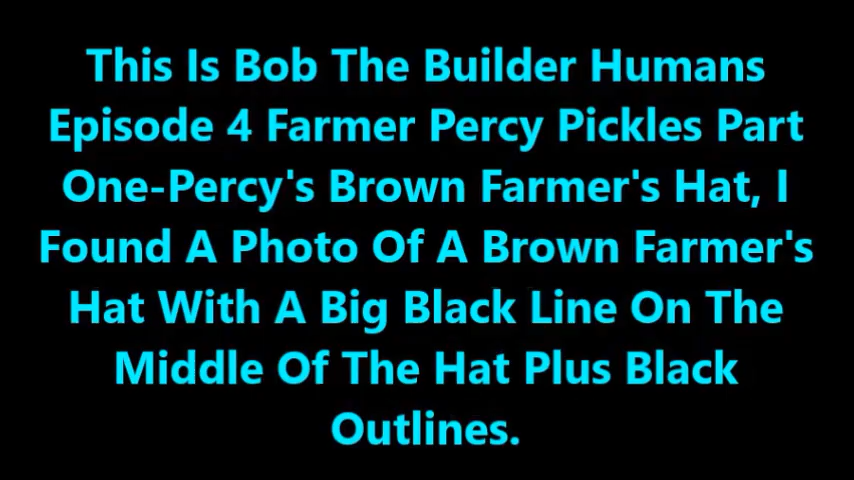 This Is Bob The Builder Humans
Episode 4 Farmer Percy Pickles Part
One-Percy's Brown Farmer's Hat, I
Found A Photo Of A Brown Farmer's
Hat With A Big Black Line On The
Middle Of The Hat Plus Black
Outlines.